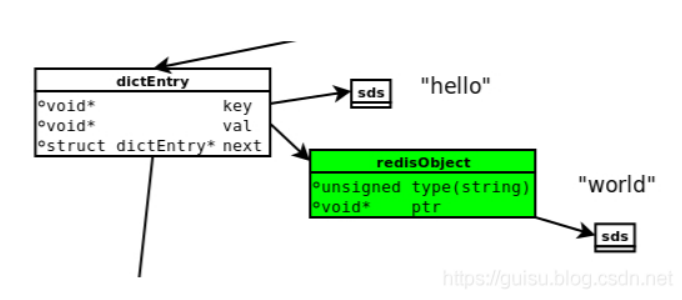 dictEntry
void* key
void* val
struct dictEntry* next
sds
"hello"
redisObject
unsigned type(string)
void* ptr
"world"
sds
https://guisu.blog.csdn.net